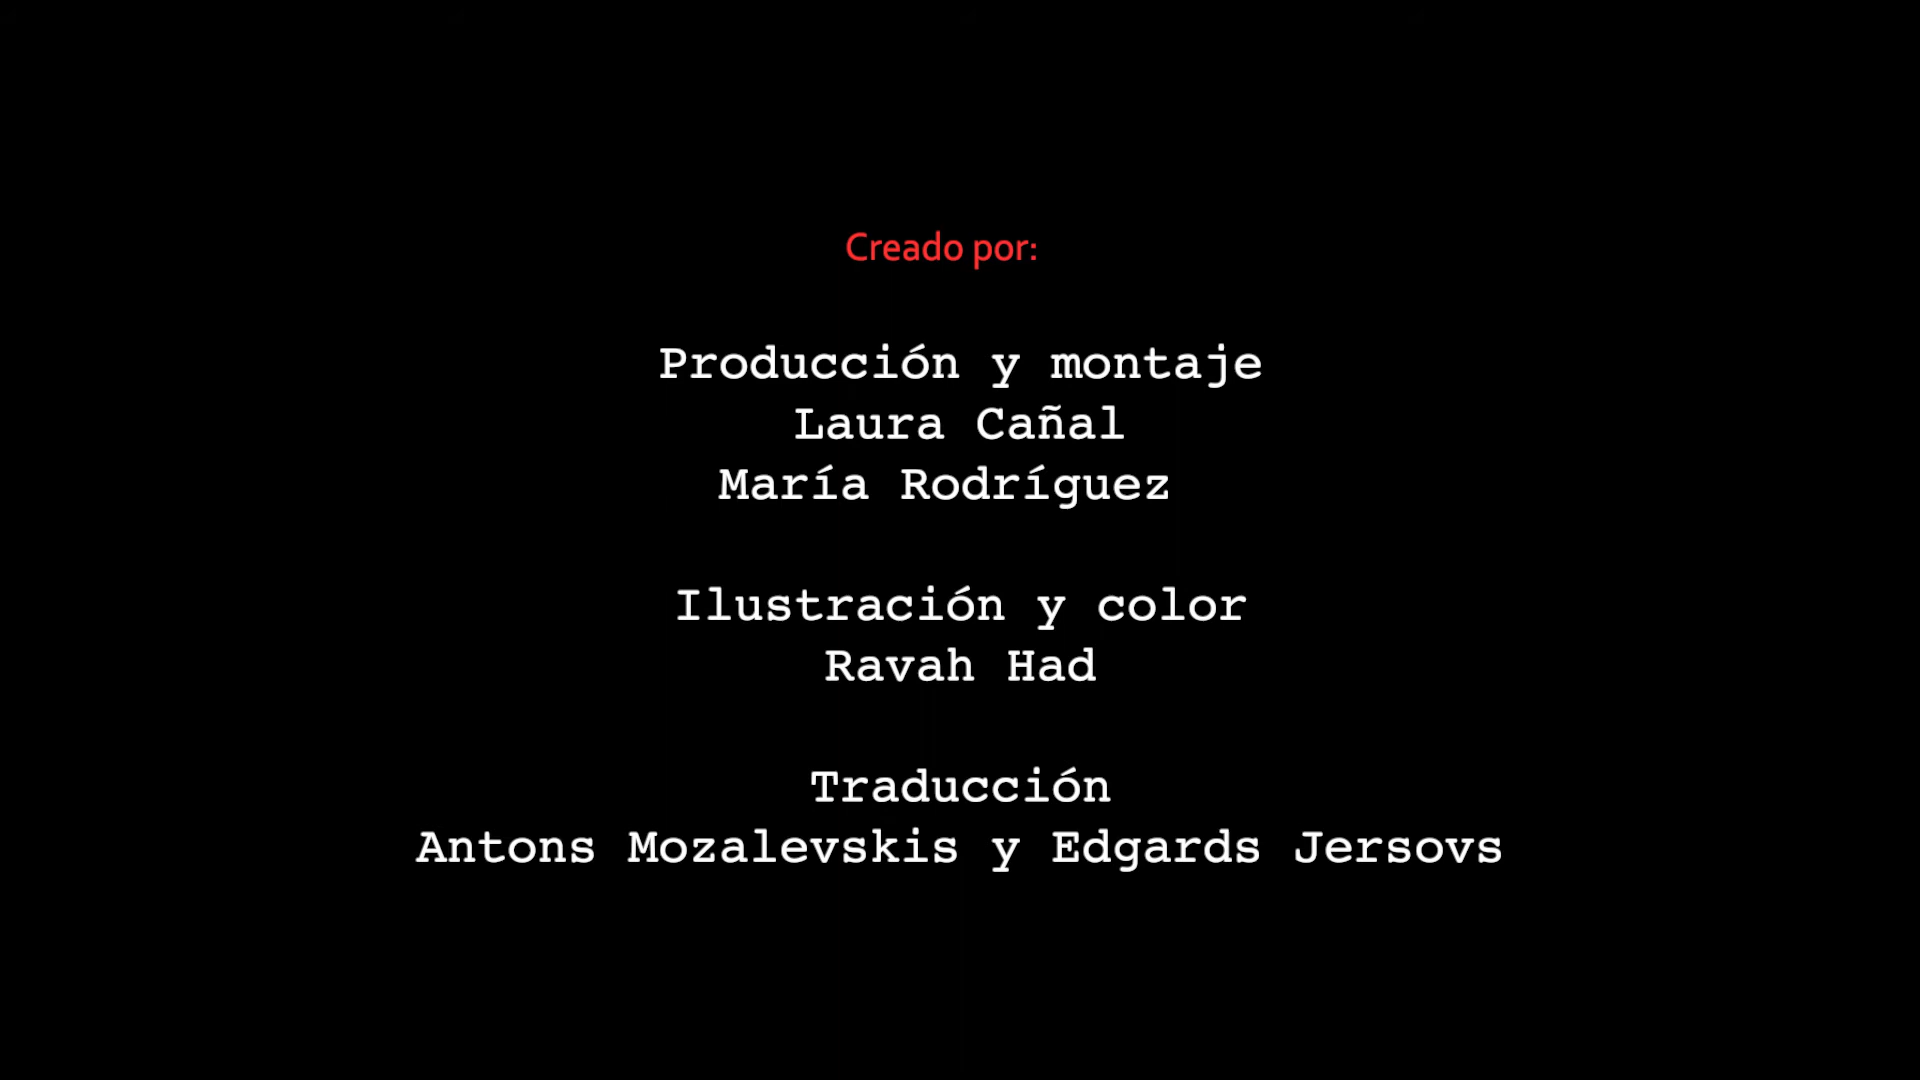 Creado por:
Producción y montaje
Laura Cañal
María Rodríguez
Ilustración y color
Ravah Had
Traducción
Antons Mozalevskis y Edgards Jersovs